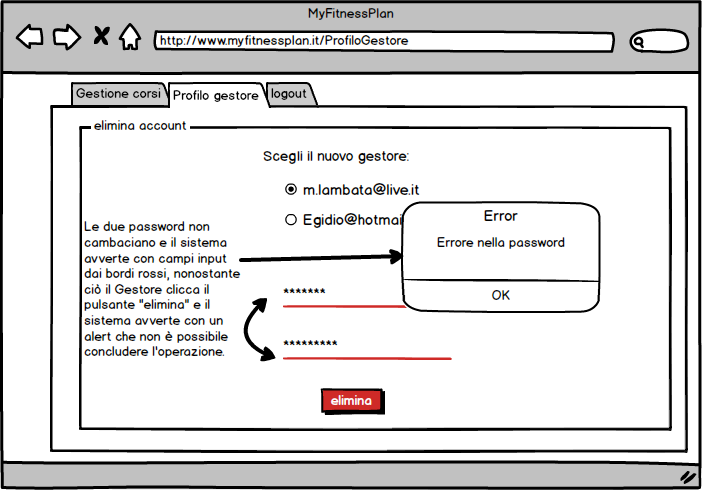 MyFitnessPlan
http://www.myfitnessplan.it/ProfiloGestore
Gestione corsi
Profilo gestore
logout
elimina account
Scegli il nuovo gestore:
m.lambata@live.it
Egidio@hotmai
Error
Errore nella password
OK
Le due password non
cambaciano e il sistema
avverte con campi input
dai bordi rossi, nonostante
ciò il Gestore clicca il
pulsante "elimina" e il
sistema avverte con un
alert che non è possibile
concludere l'operazione.
*******
*********
elimina